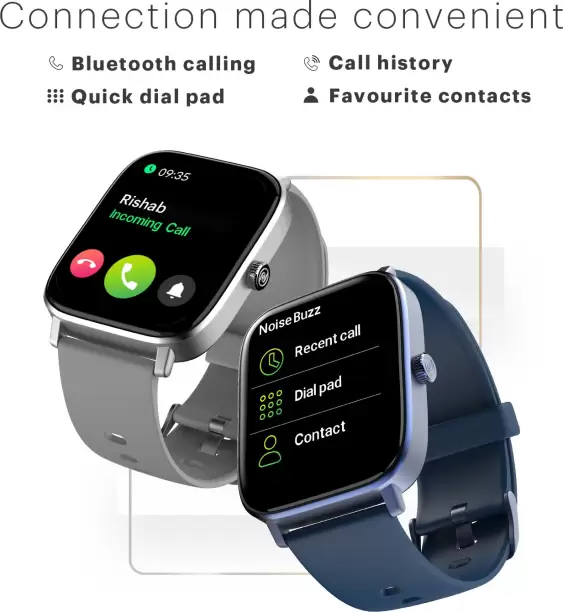 Connection made convenient
Bluetooth calling
Call history
Quick dial pad
Favourite contacts
09:35
Rishab
Incoming Call
NoiseBuzz
Recent call
Dial pad
Contact